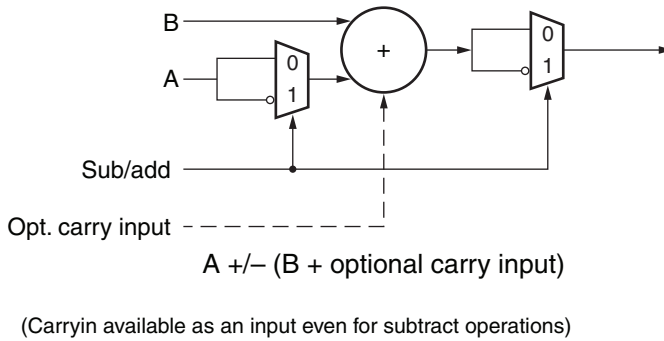 B
0
+
0
A
1
1
Sub/add
Opt. carry input
A +/– (B + optional carry input)
(Carryin available as an input even for subtract operations)